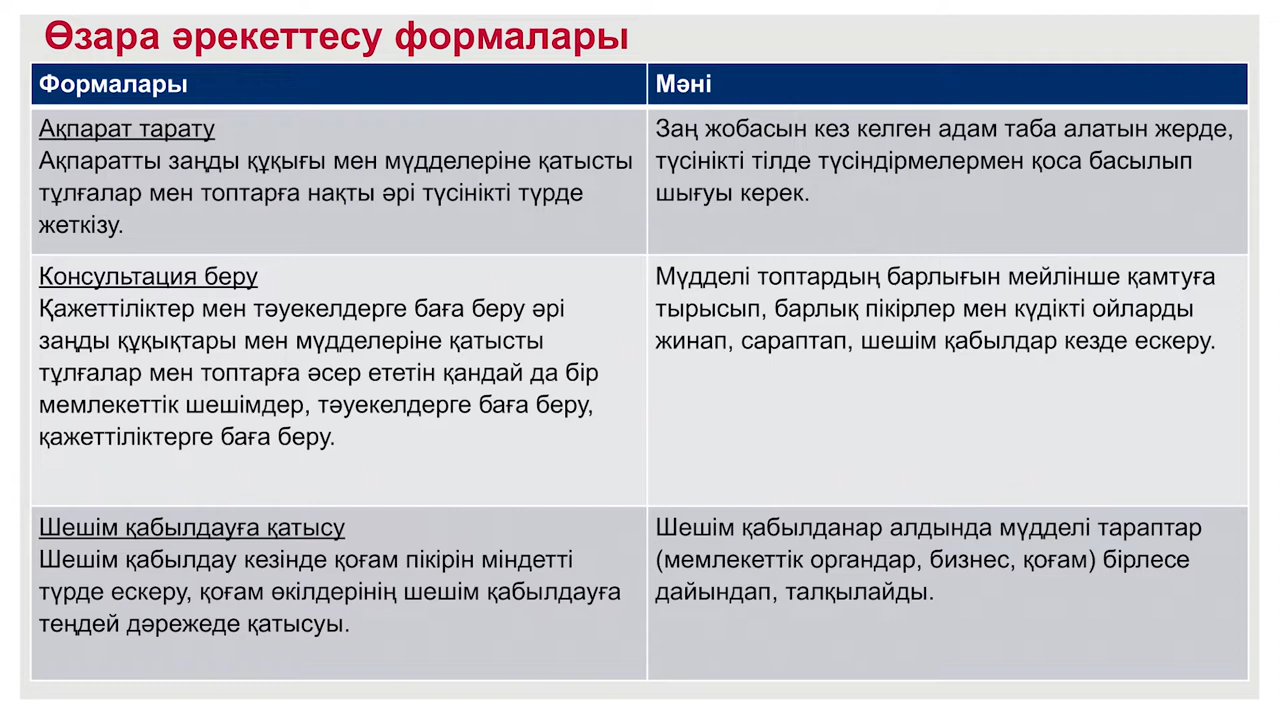 Өзара әрекеттесу формалары
Формалары
Мәні
Ақпарат тарату
Ақпаратты заңды құқығы мен мүдделеріне қатысты
тұлғалар мен топтарға нақты әрі түсінікті түрде
жеткізу.
Заң жобасын кез келген адам таба алатын жерде,
түсінікті тілде түсіндірмелермен қоса басылып
шығуы керек.
Консультация беру
Қажеттіліктер мен тәуекелдерге баға беру әрі
заңды құқықтары мен мүдделеріне қатысты
тұлғалар мен топтарға әсер ететін қандай да бір
мемлекеттік шешімдер, тәуекелдерге баға беру,
қажеттіліктерге баға беру.
Мүдделі топтардың барлығын мейлінше қамтуға
тырысып, барлық пікірлер мен күдікті ойларды
жинап, сараптап, шешім қабылдар кезде ескеру.
Шешім қабылдауға қатысу
Шешім қабылдау кезінде қоғам пікірін міндетті
түрде ескеру, қоғам өкілдерінің шешім қабылдауға
теңдей дәрежеде қатысуы.
Шешім қабылданар алдында мүдделі тараптар
(мемлекеттік органдар, бизнес, қоғам) бірлесе
дайындап, талқылайды.